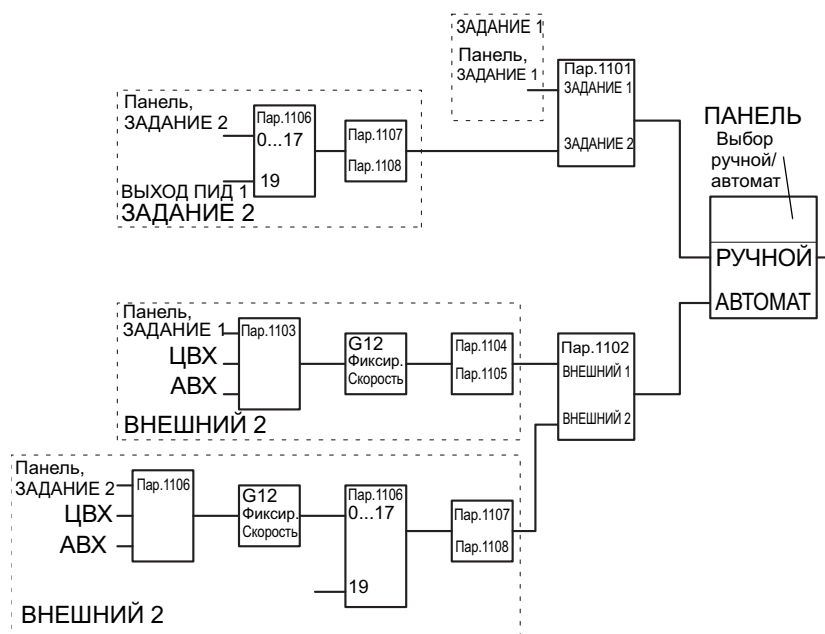 ЗАДАНИЕ 1
Панель,
ЗАДАНИЕ 1
Пар.1101
ЗАДАНИЕ 1
ЗАДАНИЕ 2
Панель,
ЗАДАНИЕ 2
Пар.1106
0...17
19
Пар.1107
Пар.1108
ВЫХОД ПИД 1
ЗАДАНИЕ 2
ПАНЕЛЬ
Выбор
ручной/
автомат
РУЧНОЙ
АВТОМАТ
Панель,
ЗАДАНИЕ 1
ЦВХ
АВХ
Пар.1103
G12
Фиксир.
Скорость
Пар.1104
Пар.1105
Пар.1102
ВНЕШНИЙ 1
ВНЕШНИЙ 2
ВНЕШНИЙ 2
Панель,
ЗАДАНИЕ 2
ЦВХ
АВХ
Пар.1106
G12
Фиксир.
Скорость
Пар.1106
0...17
19
Пар.1107
Пар.1108
ВНЕШНИЙ 2